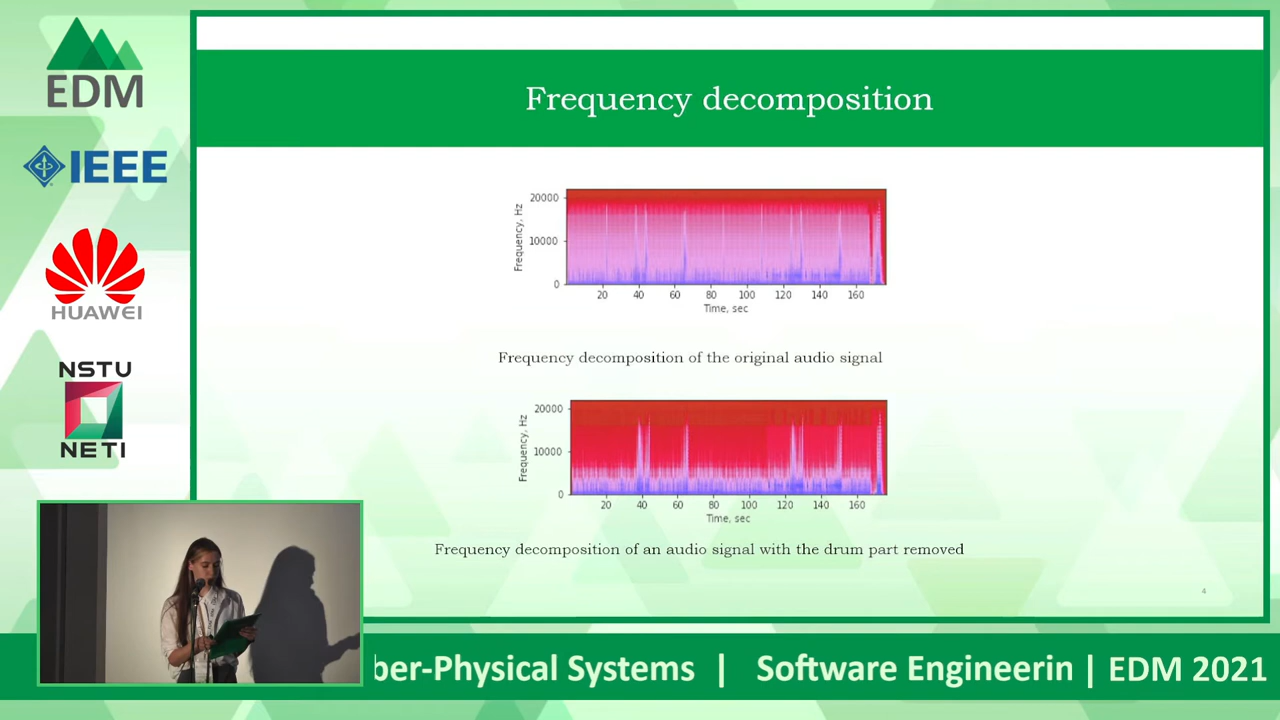 EDM
IEEE
HUAWEI
NSTU
NETI
Frequency decomposition
Frequency, Hz
20000
10000
0
20 40 60 80 100 120 140 160
Time, sec
Frequency decomposition of the original audio signal
Frequency, Hz
20000
10000
0
20 40 60 80 100 120 140 160
Time, sec
Frequency decomposition of an audio signal with the drum part removed
4
ber-Physical Systems | Software Engineerin | EDM 2021